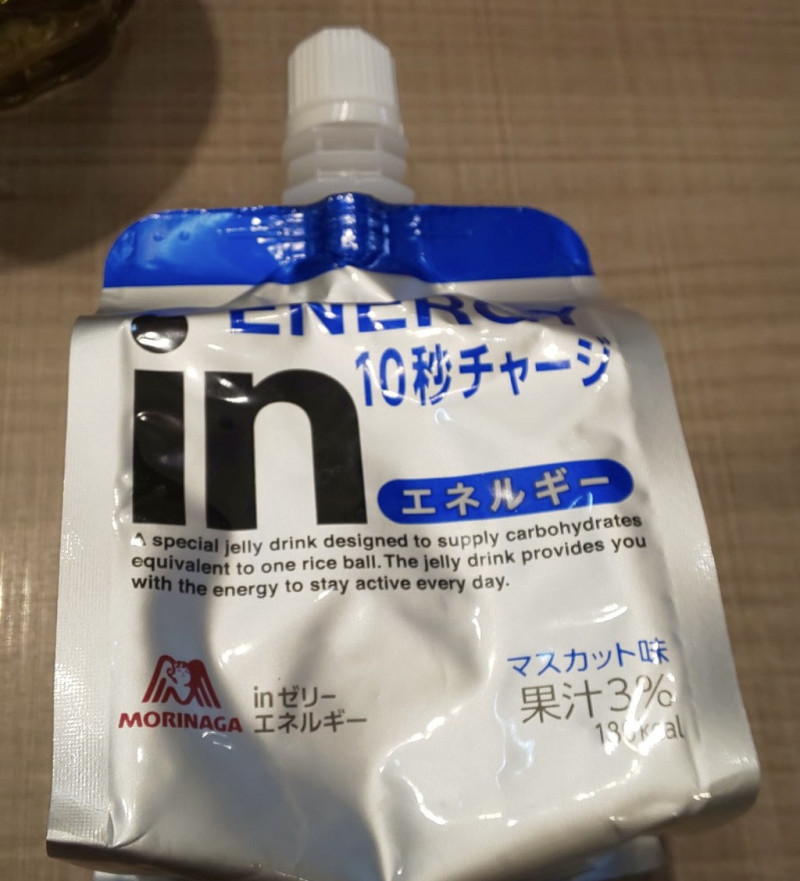 ENERGY
in
10秒チャージ
エネルギー
A special jelly drink designed to supply carbohydrates
equivalent to one rice ball. The jelly drink provides you
with the energy to stay active every day.
マスカット味
果汁3%
kcal
MORINAGA
inゼリー
エネルギー